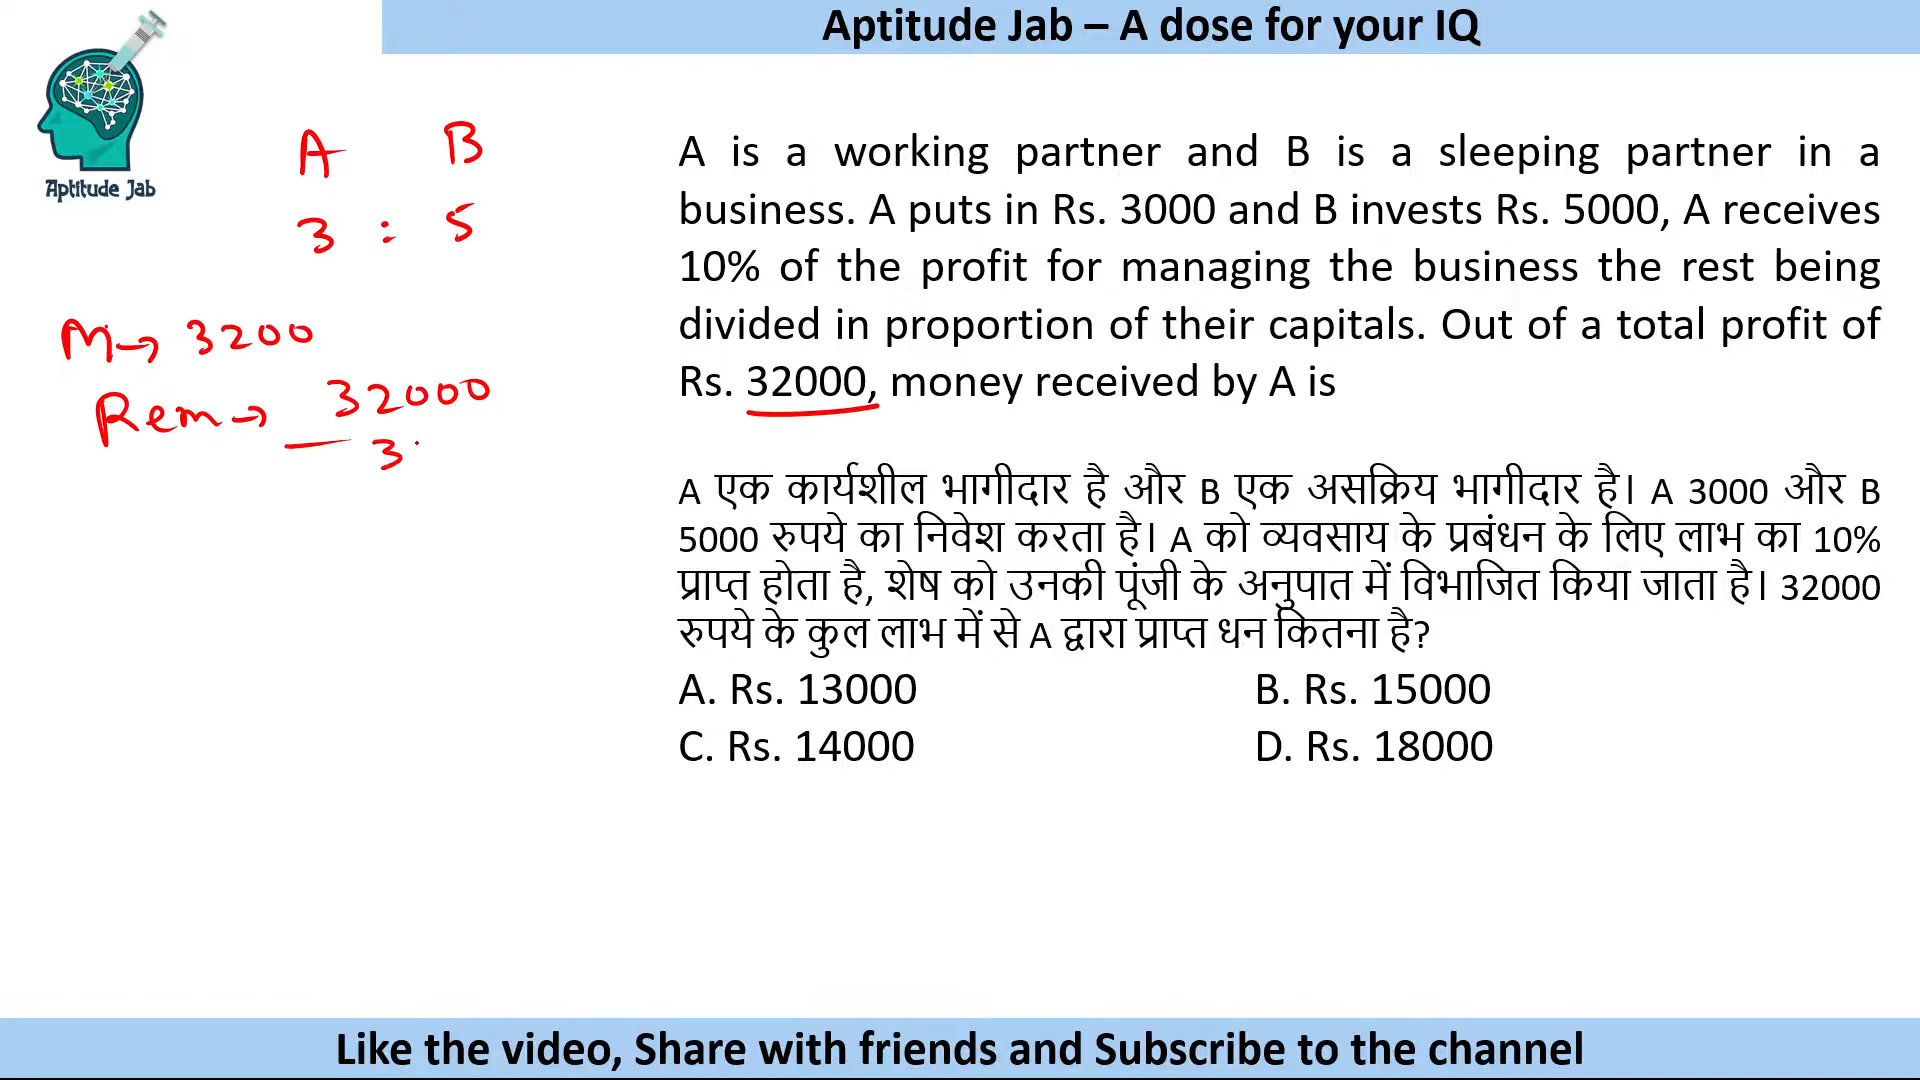 Aptitude Jab – A dose for your IQ
Aptitude Jab
A B
3 : 5
M→ 3200
Rem→ 32000
— 3
A is a working partner and B is a sleeping partner in a
business. A puts in Rs. 3000 and B invests Rs. 5000, A receives
10% of the profit for managing the business the rest being
divided in proportion of their capitals. Out of a total profit of
Rs. 32000, money received by A is
A एक कार्यशील भागीदार है और B एक असक्रिय भागीदार है। A 3000 और B
5000 रुपये का निवेश करता है। A को व्यवसाय के प्रबंधन के लिए लाभ का 10%
प्राप्त होता है, शेष को उनकी पूंजी के अनुपात में विभाजित किया जाता है। 32000
रुपये के कुल लाभ में से A द्वारा प्राप्त धन कितना है?
A. Rs. 13000 B. Rs. 15000
C. Rs. 14000 D. Rs. 18000
Like the video, Share with friends and Subscribe to the channel